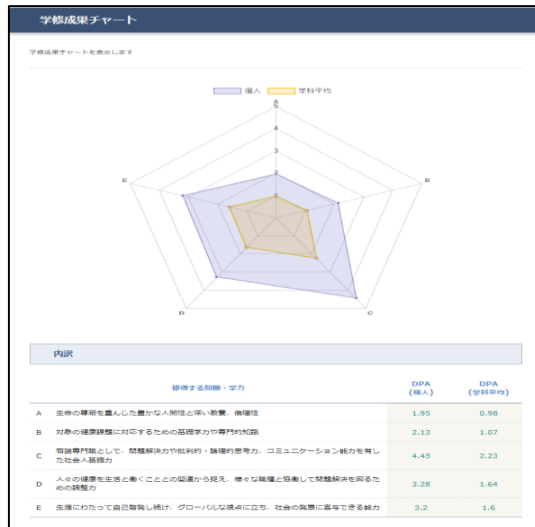 学修成果チャート
学修成果チャートを表示します
個人 学科平均
A
5
4
3
2
1
B
C
D
E
内訳
修得する知識・学力 DPA DPA
(個人) (学科平均)
A 生命の尊厳を重んじた豊かな人間性と深い教養、倫理性 1.95 0.98
B 対象の健康課題に対応するための基礎学力や専門的知識 2.12 1.07
C 看護専門職として、問題解決力や批判的・論理的思考力、コミュニケーション能力を有し 4.45 2.23
た社会人基礎力
D 人々の健康を生活と働くこととの関連から捉え、様々な職種と協働して問題解決を図るた 3.28 1.64
めの調整力
E 生涯にわたって自己啓発し続け、グローバルな視点に立ち、社会の発展に寄与できる能力 3.2 1.6